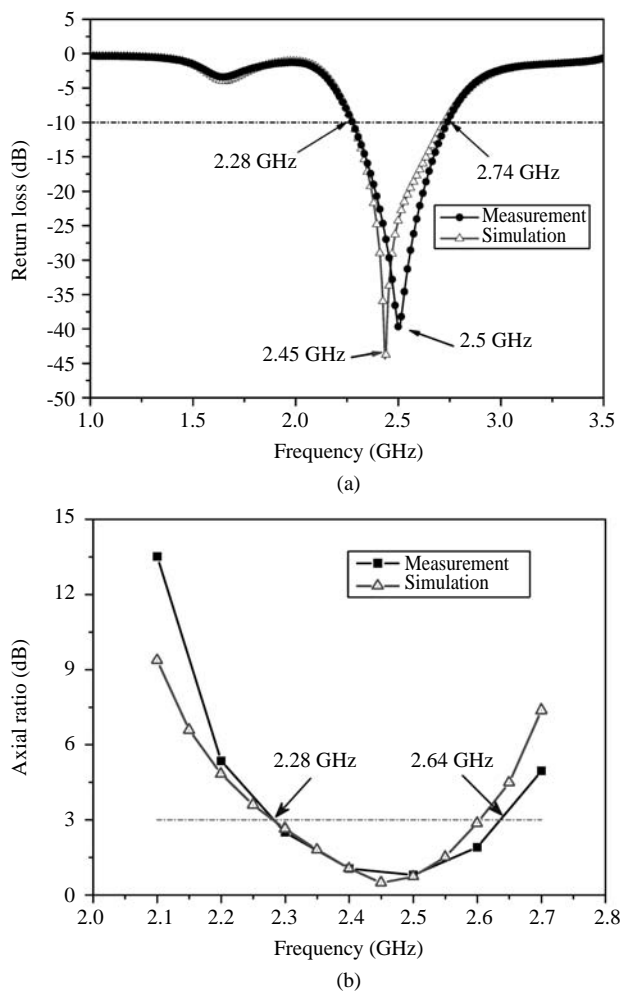 5
0
-5
-10
-15
-20
-25
-30
-35
-40
-45
-50
Return loss (dB)
2.28 GHz
2.74 GHz
Measurement
Simulation
2.45 GHz
2.5 GHz
1.0 1.5 2.0 2.5 3.0 3.5
Frequency (GHz)
(a)
15
12
9
6
3
0
Axial ratio (dB)
Measurement
Simulation
2.28 GHz
2.64 GHz
2.0 2.1 2.2 2.3 2.4 2.5 2.6 2.7 2.8
Frequency (GHz)
(b)